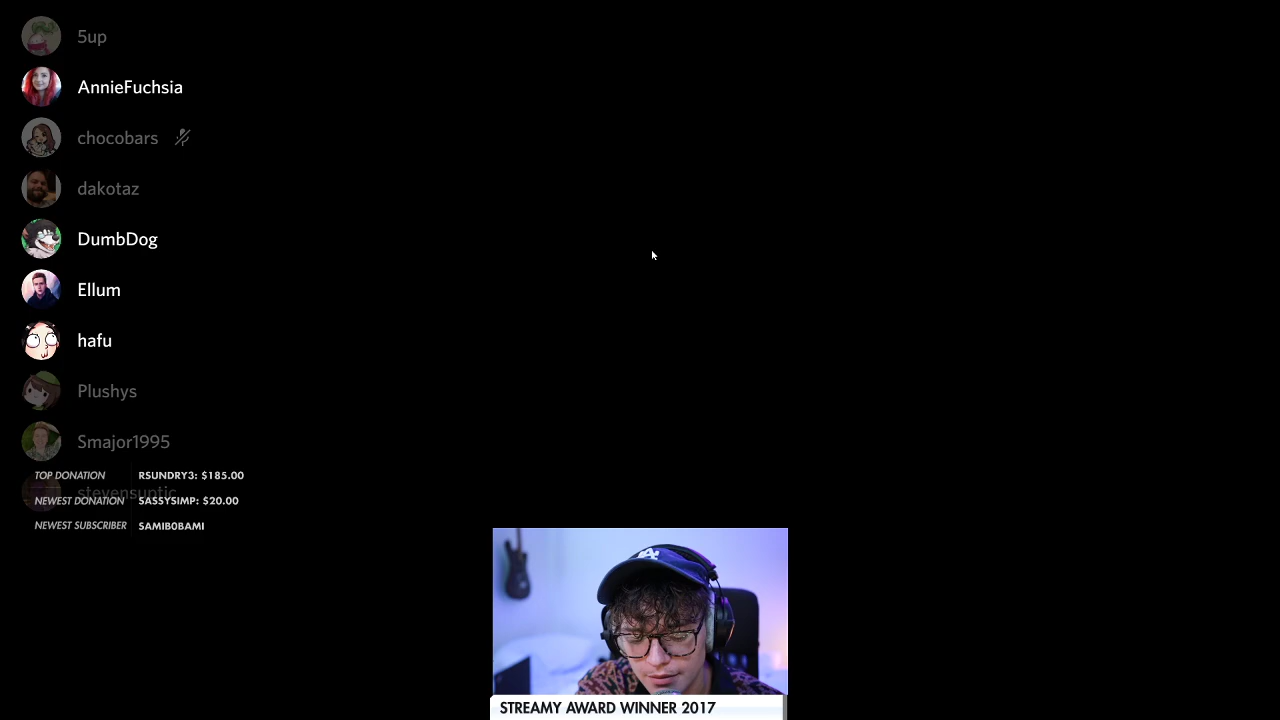 5up
AnnieFuchsia
chocobars
dakotaz
DumbDog
Ellum
hafu
Plushys
Smajor1995
stevensuptic
TOP DONATION RSUNDRY3: $185.00
NEWEST DONATION SASSYSIMP: $20.00
NEWEST SUBSCRIBER SAMIBOBAMI
STREAMY AWARD WINNER 2017